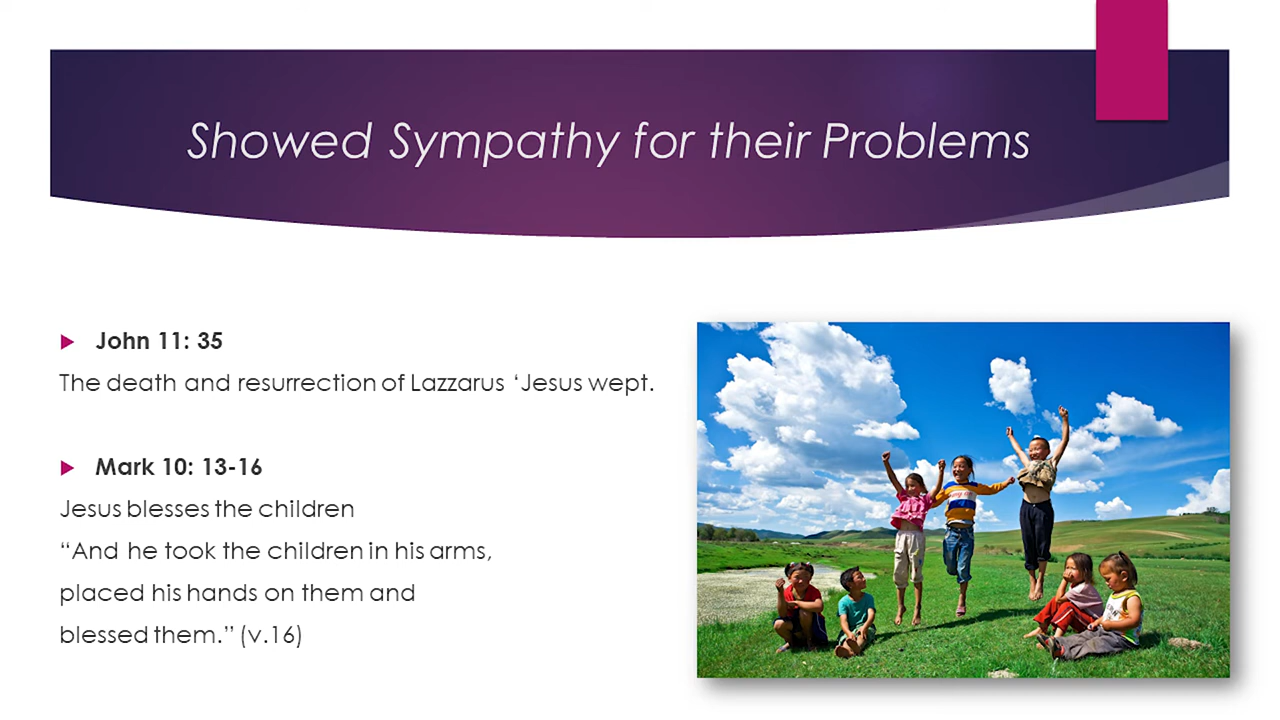 Showed Sympathy for their Problems
John 11: 35
The death and resurrection of Lazzarus ‘Jesus wept.
Mark 10: 13-16
Jesus blesses the children
“And he took the children in his arms,
placed his hands on them and
blessed them.” (v.16)